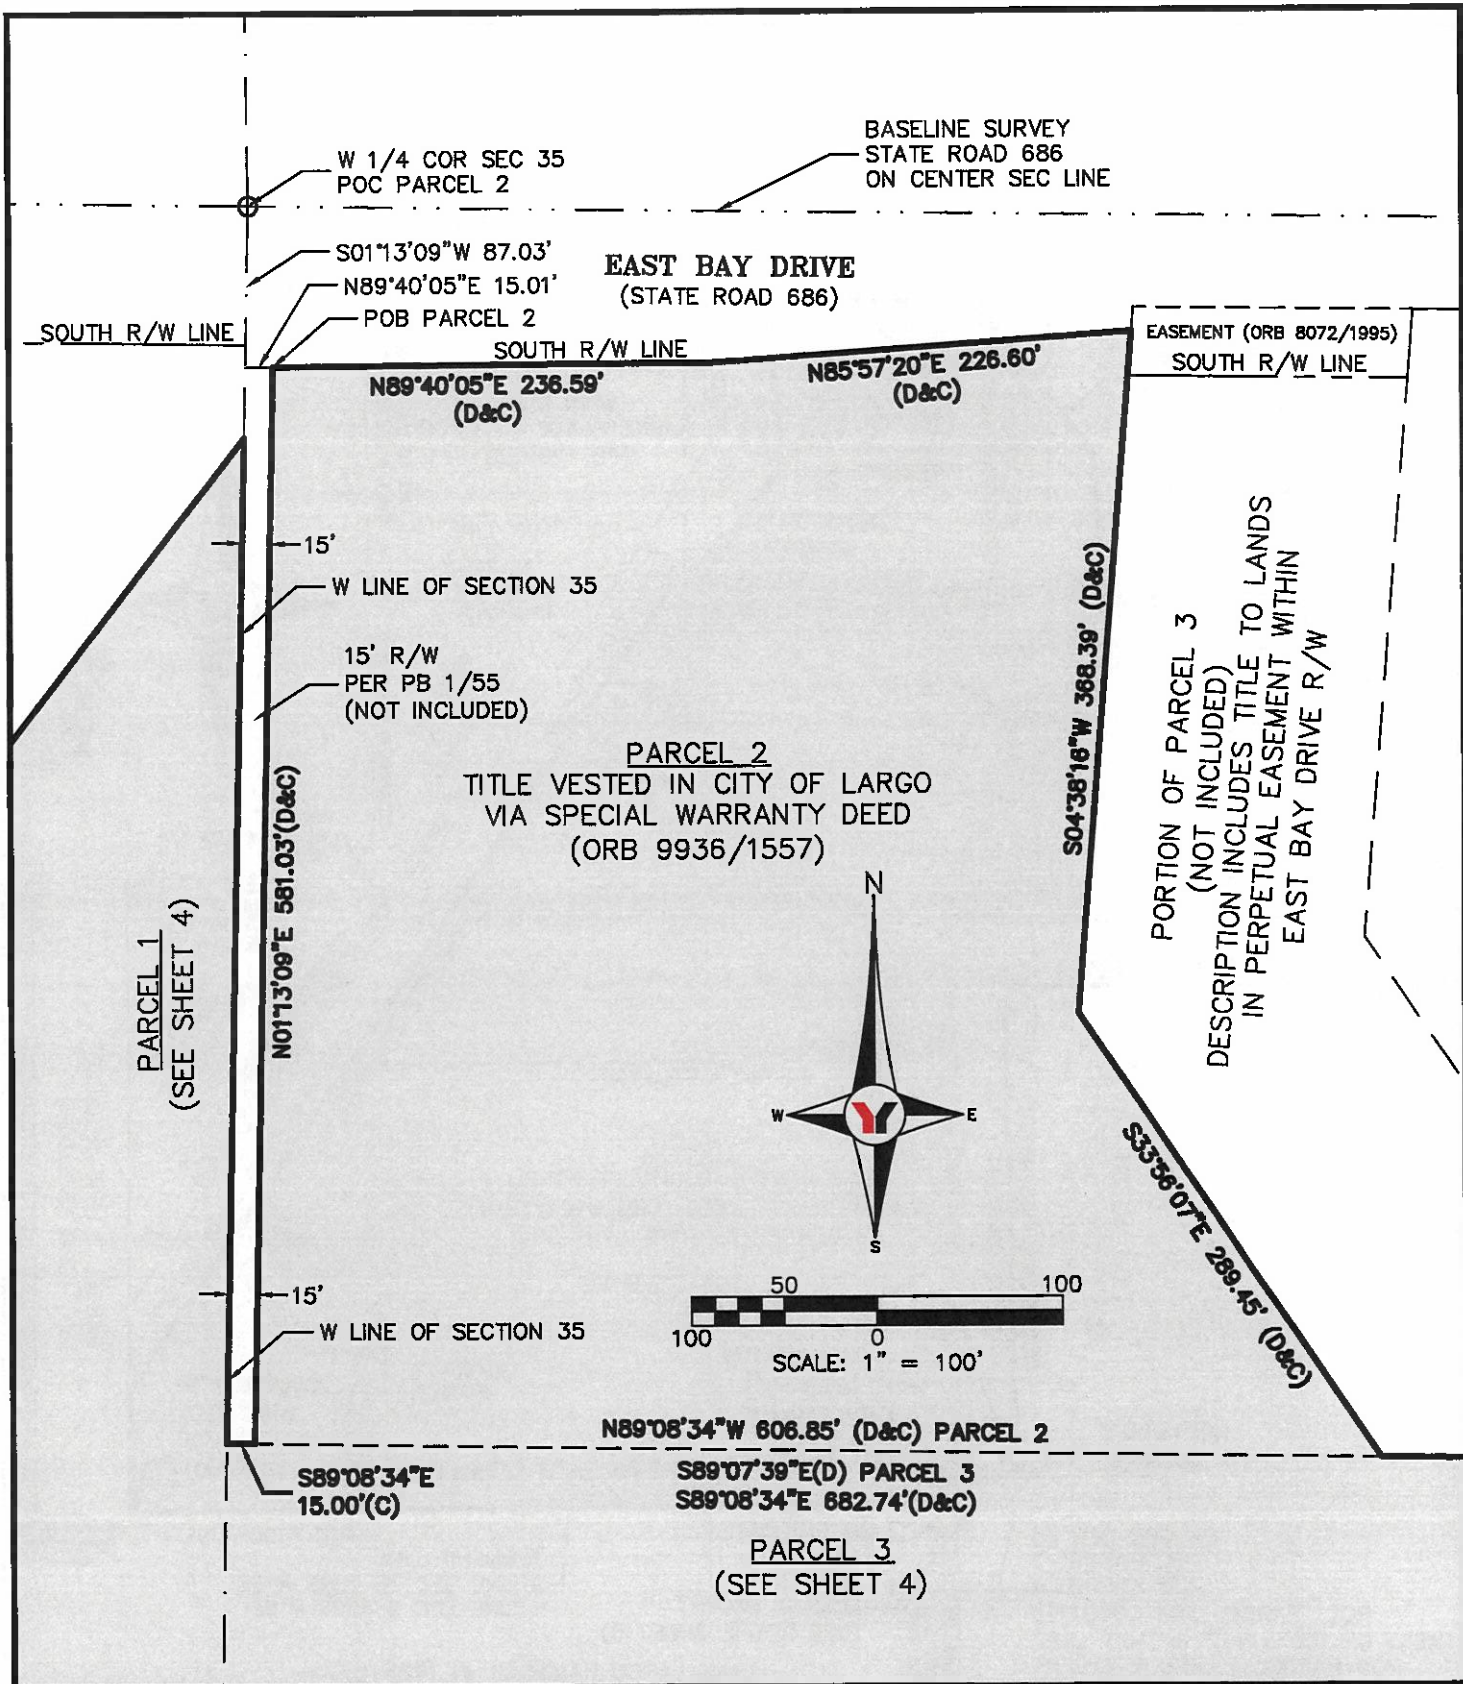 W 1/4 COR SEC 35
POC PARCEL 2
BASELINE SURVEY
STATE ROAD 686
ON CENTER SEC LINE
S01°13'09"W 87.03'
N89°40'05"E 15.01'
POB PARCEL 2
EAST BAY DRIVE
(STATE ROAD 686)
SOUTH R/W LINE
SOUTH R/W LINE
EASEMENT (ORB 8072/1995)
SOUTH R/W LINE
N89°40'05"E 236.59'
(D&C)
N85°57'20"E 226.60'
(D&C)
15'
W LINE OF SECTION 35
15' R/W
PER PB 1/55
(NOT INCLUDED)
PARCEL 2
TITLE VESTED IN CITY OF LARGO
VIA SPECIAL WARRANTY DEED
(ORB 9936/1557)
S04°38'16"W 368.39' (D&C)
PORTION OF PARCEL 3
(NOT INCLUDED)
DESCRIPTION INCLUDES TITLE TO LANDS
IN PERPETUAL EASEMENT WITHIN
EAST BAY DRIVE R/W
N01°13'09"E 581.03'(D&C)
PARCEL 1
(SEE SHEET 4)
N
W
E
S
S33°56'07"E 289.45' (D&C)
15'
W LINE OF SECTION 35
50
100
100
0
SCALE: 1" = 100'
N89°08'34"W 606.85' (D&C) PARCEL 2
S89°07'39"E(D) PARCEL 3
S89°08'34"E 682.74'(D&C)
S89°08'34"E
15.00'(C)
PARCEL 3
(SEE SHEET 4)